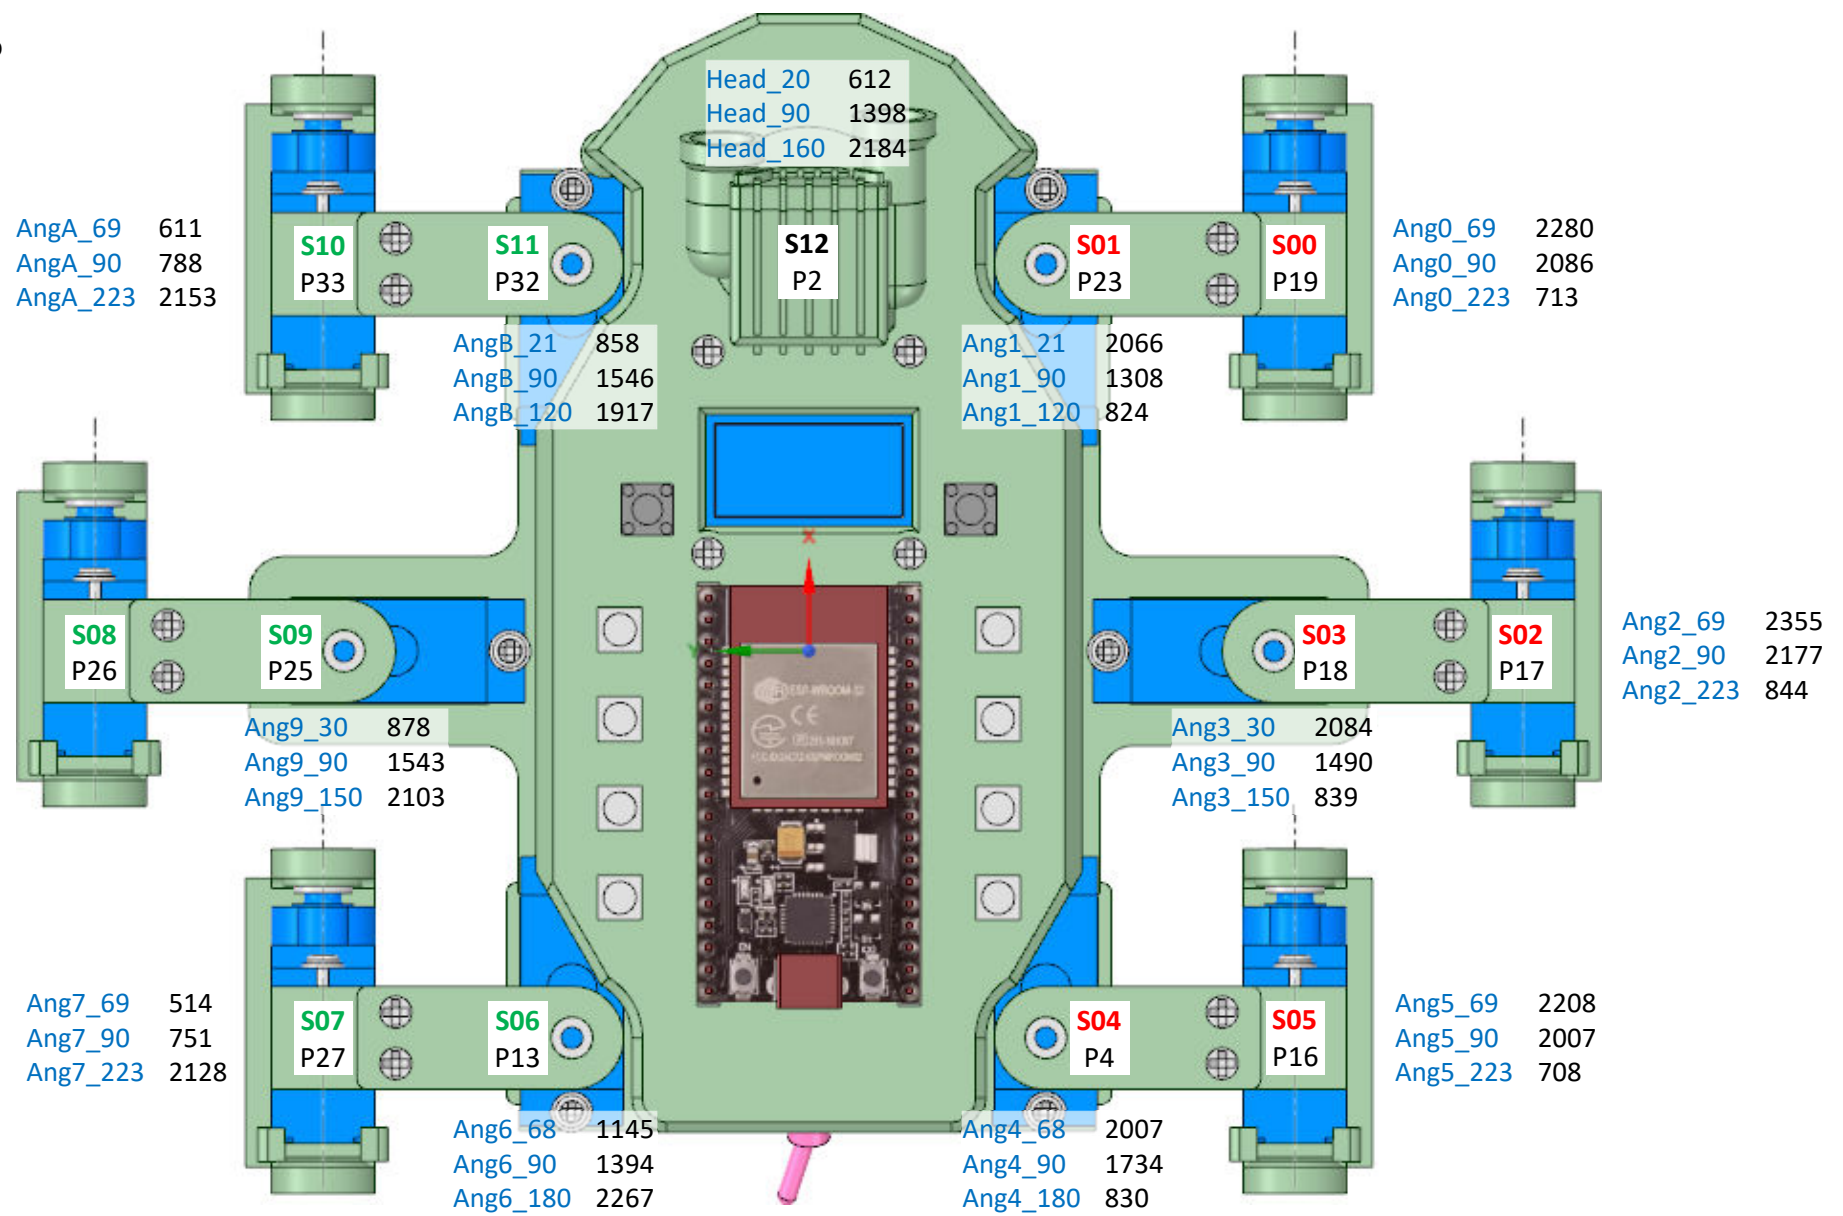 Head_20 612
Head_90 1398
Head_160 2184
AngA_69 611
AngA_90 788
AngA_223 2153
S10
P33
S11
P32
S12
P2
S01
P23
S00
P19
Ang0_69 2280
Ang0_90 2086
Ang0_223 713
AngB_21 858
AngB_90 1546
AngB_120 1917
Ang1_21 2066
Ang1_90 1308
Ang1_120 824
X
Y
S08
P26
S09
P25
S03
P18
S02
P17
Ang2_69 2355
Ang2_90 2177
Ang2_223 844
ESP-WROOM-32
CE
Ang9_30 878
Ang9_90 1543
Ang9_150 2103
Ang3_30 2084
Ang3_90 1490
Ang3_150 839
Ang7_69 514
Ang7_90 751
Ang7_223 2128
S07
P27
S06
P13
S04
P4
S05
P16
Ang5_69 2208
Ang5_90 2007
Ang5_223 708
Ang6_68 1145
Ang6_90 1394
Ang6_180 2267
Ang4_68 2007
Ang4_90 1734
Ang4_180 830